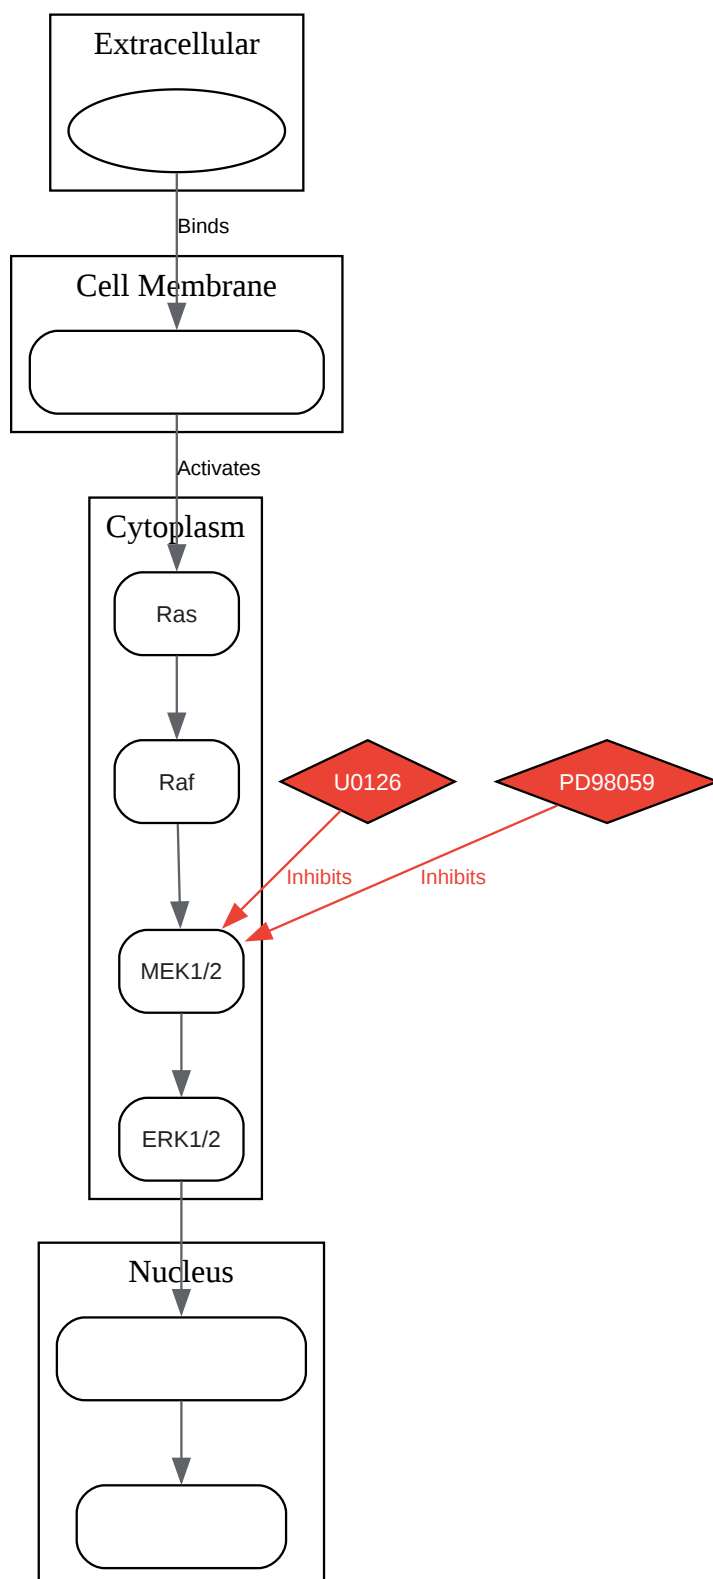 Extracellular
Binds
Cell Membrane
Activates
Cytoplasm
Ras
Raf
U0126
PD98059
Inhibits
Inhibits
MEK1/2
ERK1/2
Nucleus